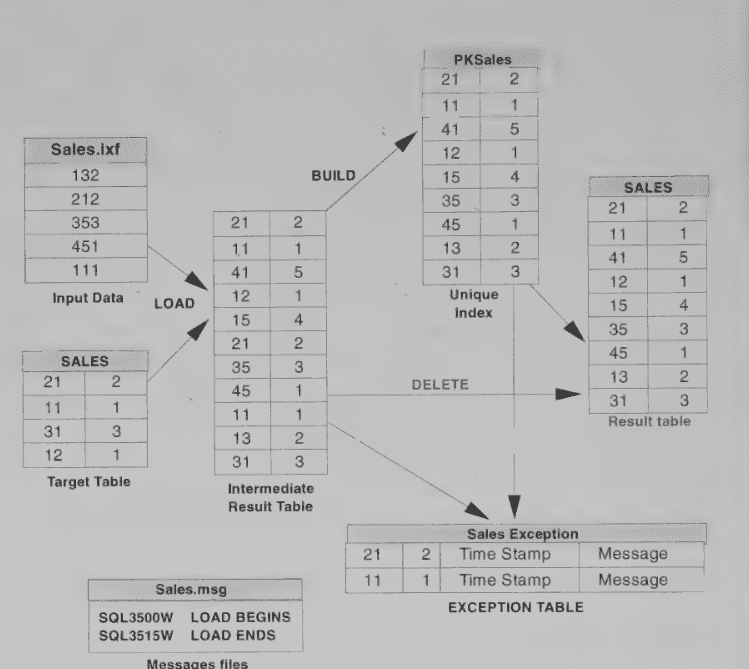 Sales.ixf
132
212
353
451
111
Input Data
LOAD
SALES
21 2
11 1
31 3
12 1
Target Table
21 2
11 1
41 5
12 1
15 4
21 2
35 3
45 1
11 1
13 2
31 3
Intermediate
Result Table
BUILD
PKSales
21 2
11 1
41 5
12 1
15 4
35 3
45 1
13 2
31 3
Unique
Index
DELETE
SALES
21 2
11 1
41 5
12 1
15 4
35 3
45 1
13 2
31 3
Result table
Sales Exception
21 2 Time Stamp Message
11 1 Time Stamp Message
EXCEPTION TABLE
Sales.msg
SQL3500W LOAD BEGINS
SQL3515W LOAD ENDS
Messages files